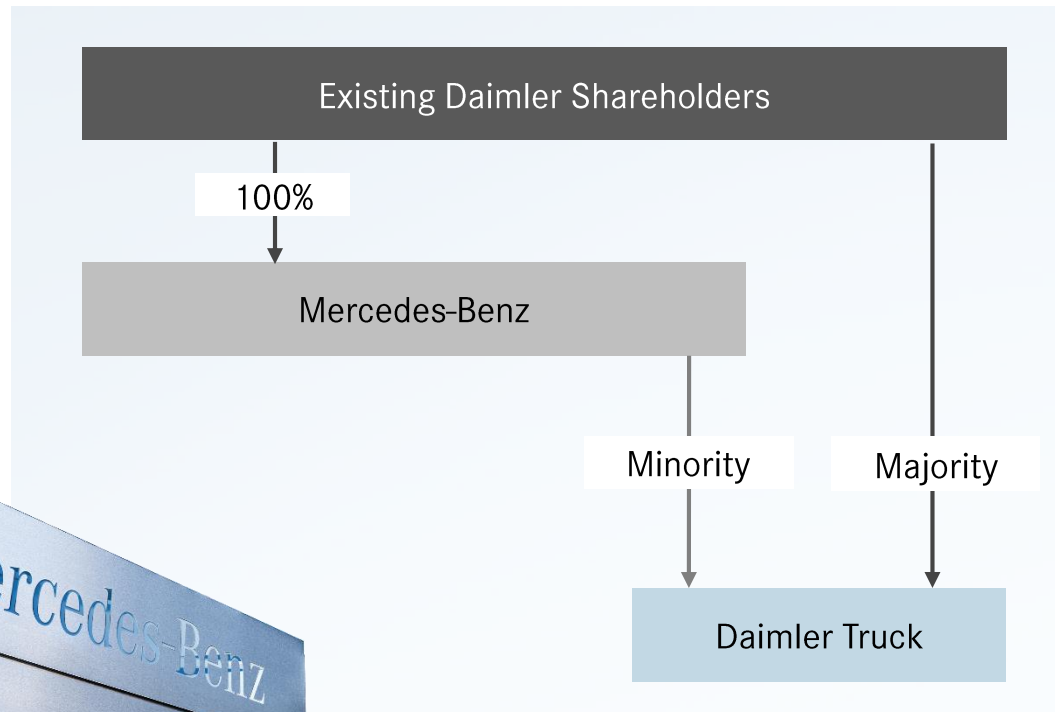 Existing Daimler Shareholders
100%
Mercedes-Benz
Minority
Majority
Daimler Truck
ercedes-Benz